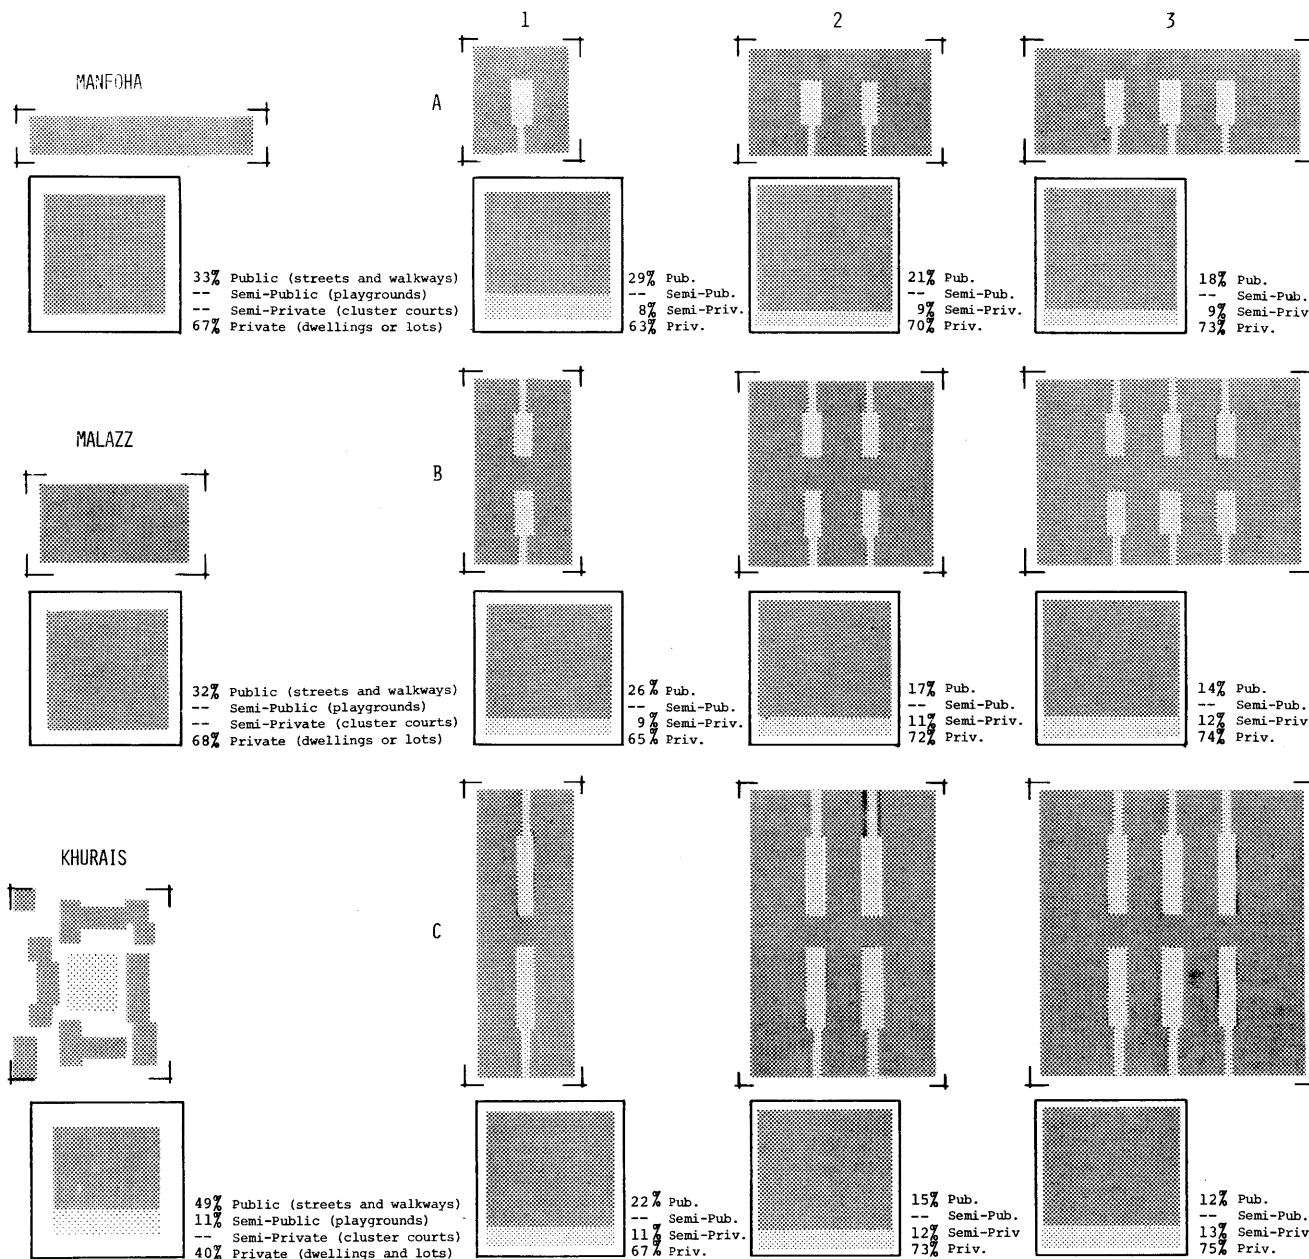 1
2
3
MANFOHA
A
33% Public (streets and walkways)
-- Semi-Public (playgrounds)
-- Semi-Private (cluster courts)
67% Private (dwellings or lots)
29% Pub.
-- Semi-Pub.
8% Semi-Priv.
63% Priv.
21% Pub.
-- Semi-Pub.
9% Semi-Priv.
70% Priv.
18% Pub.
-- Semi-Pub.
9% Semi-Priv
73% Priv.
MALAZZ
B
32% Public (streets and walkways)
-- Semi-Public (playgrounds)
-- Semi-Private (cluster courts)
68% Private (dwellings or lots)
26% Pub.
-- Semi-Pub.
9% Semi-Priv.
65% Priv.
17% Pub.
-- Semi-Pub.
11% Semi-Priv.
72% Priv.
14% Pub.
-- Semi-Pub.
12% Semi-Priv
74% Priv.
KHURAIS
C
49% Public (streets and walkways)
11% Semi-Public (playgrounds)
-- Semi-Private (cluster courts)
40% Private (dwellings and lots)
22% Pub.
-- Semi-Pub.
11% Semi-Priv.
67% Priv.
15% Pub.
-- Semi-Pub.
12% Semi-Priv
73% Priv.
12% Pub.
-- Semi-Pub.
13% Semi-Priv
75% Priv.